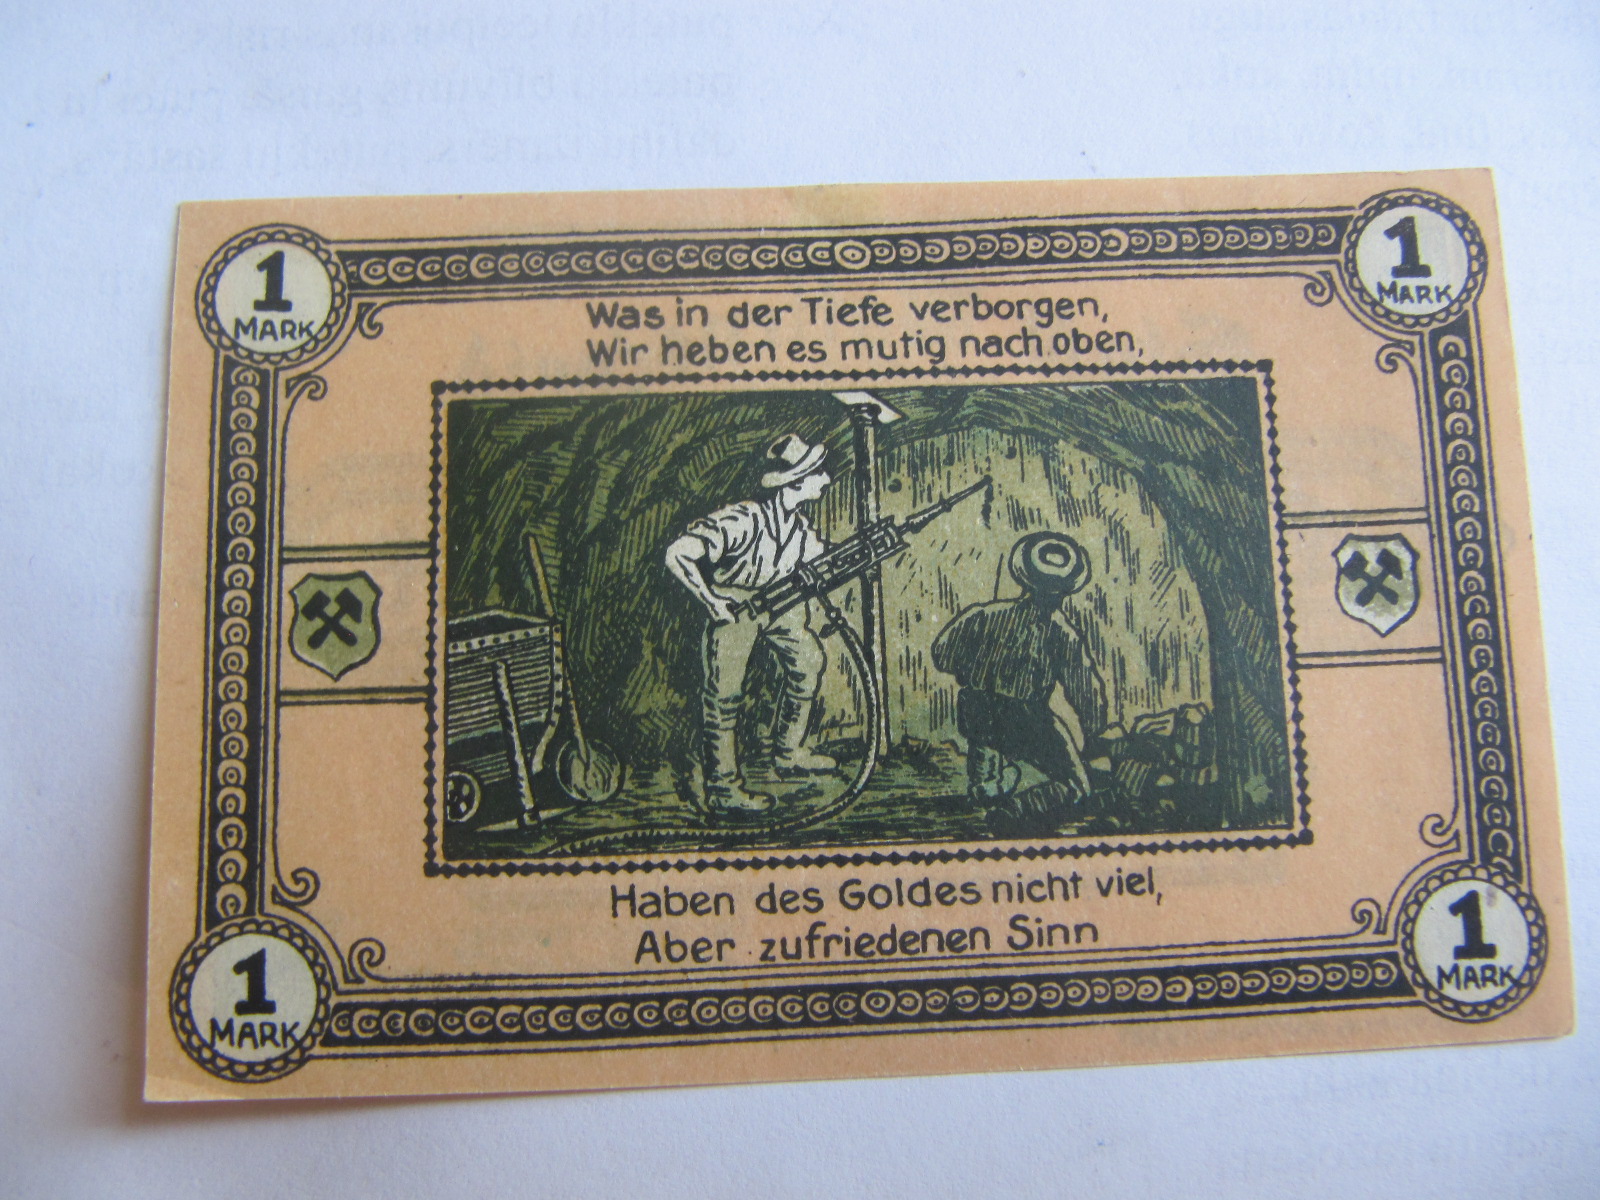 1 MARK
1 MARK
Was in der Tiefe verborgen,
Wir heben es mutig nach oben,
Haben des Goldes nicht viel,
Aber zufriedenen Sinn
1 MARK
1 MARK